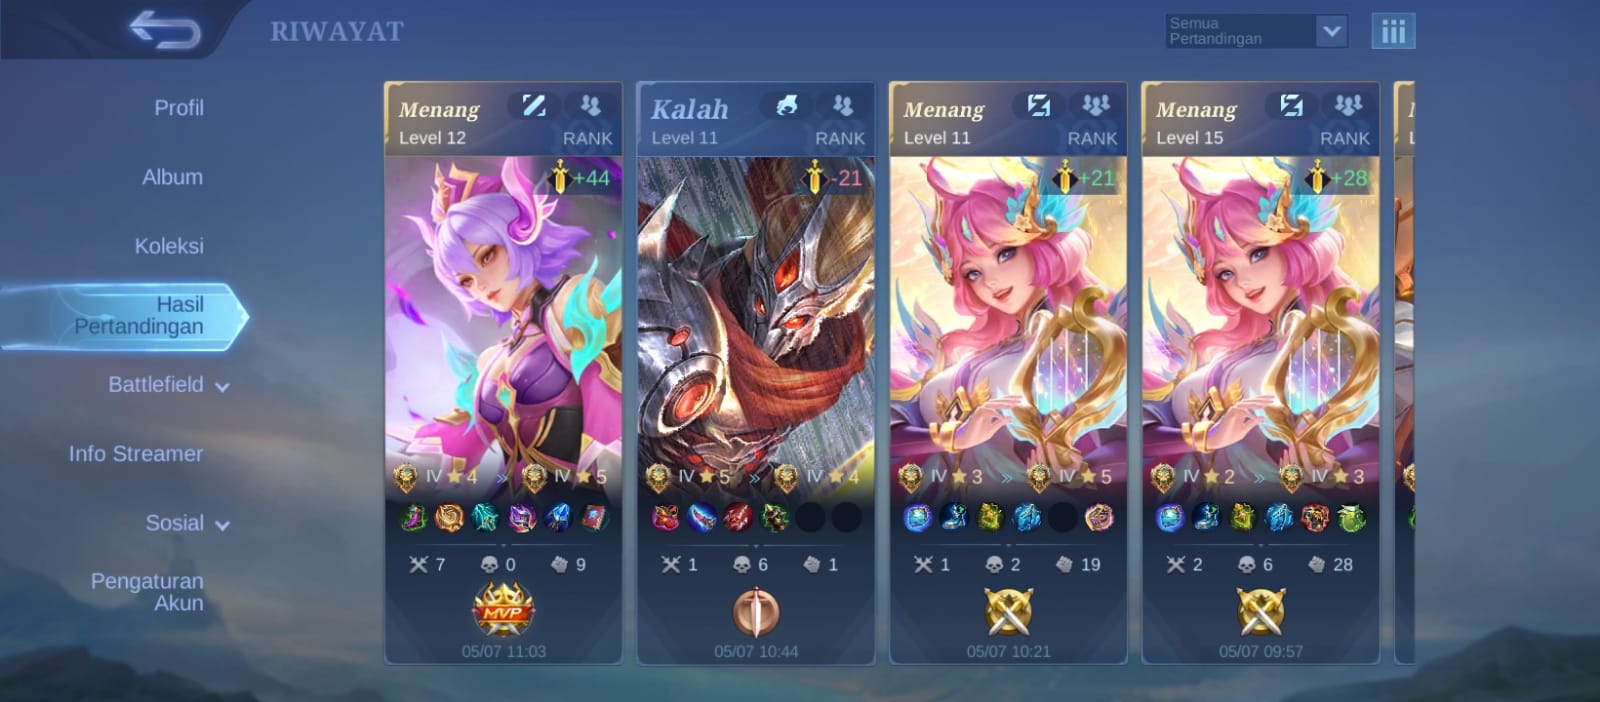 RIWAYAT
Semua
Pertandingan
Profil
Album
Koleksi
Hasil
Pertandingan
Battlefield
Info Streamer
Sosial
Pengaturan
Akun
Menang
Level 12
RANK
+44
IV 4 » IV 5
7 0 9
MVP
05/07 11:03
Kalah
Level 11
RANK
-21
IV 5 » IV 4
1 6 1
05/07 10:44
Menang
Level 11
RANK
+21
IV 3 » IV 5
1 2 19
05/07 10:21
Menang
Level 15
RANK
+28
IV 2 » IV 3
2 6 28
05/07 09:57